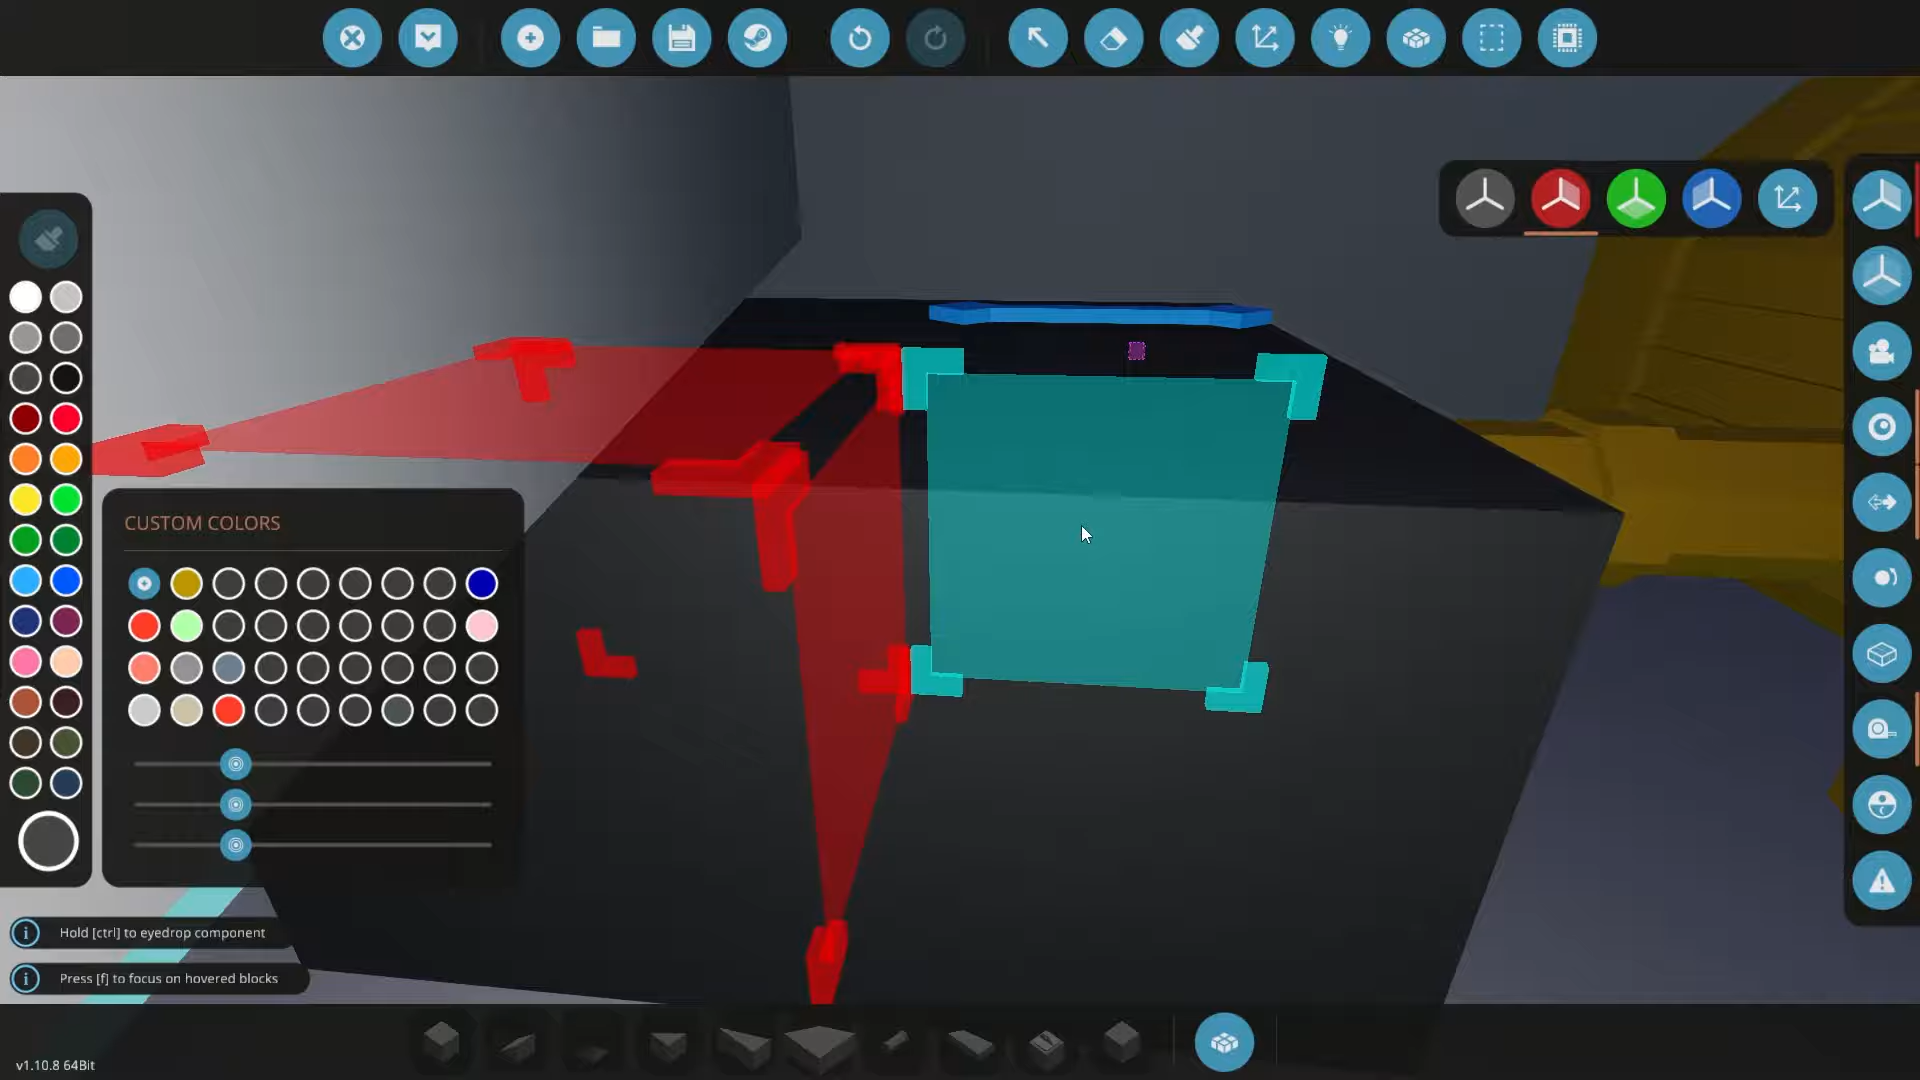 CUSTOM COLORS
Hold [ctrl] to eyedrop component
Press [f] to focus on hovered blocks
v1.10.8 64Bit